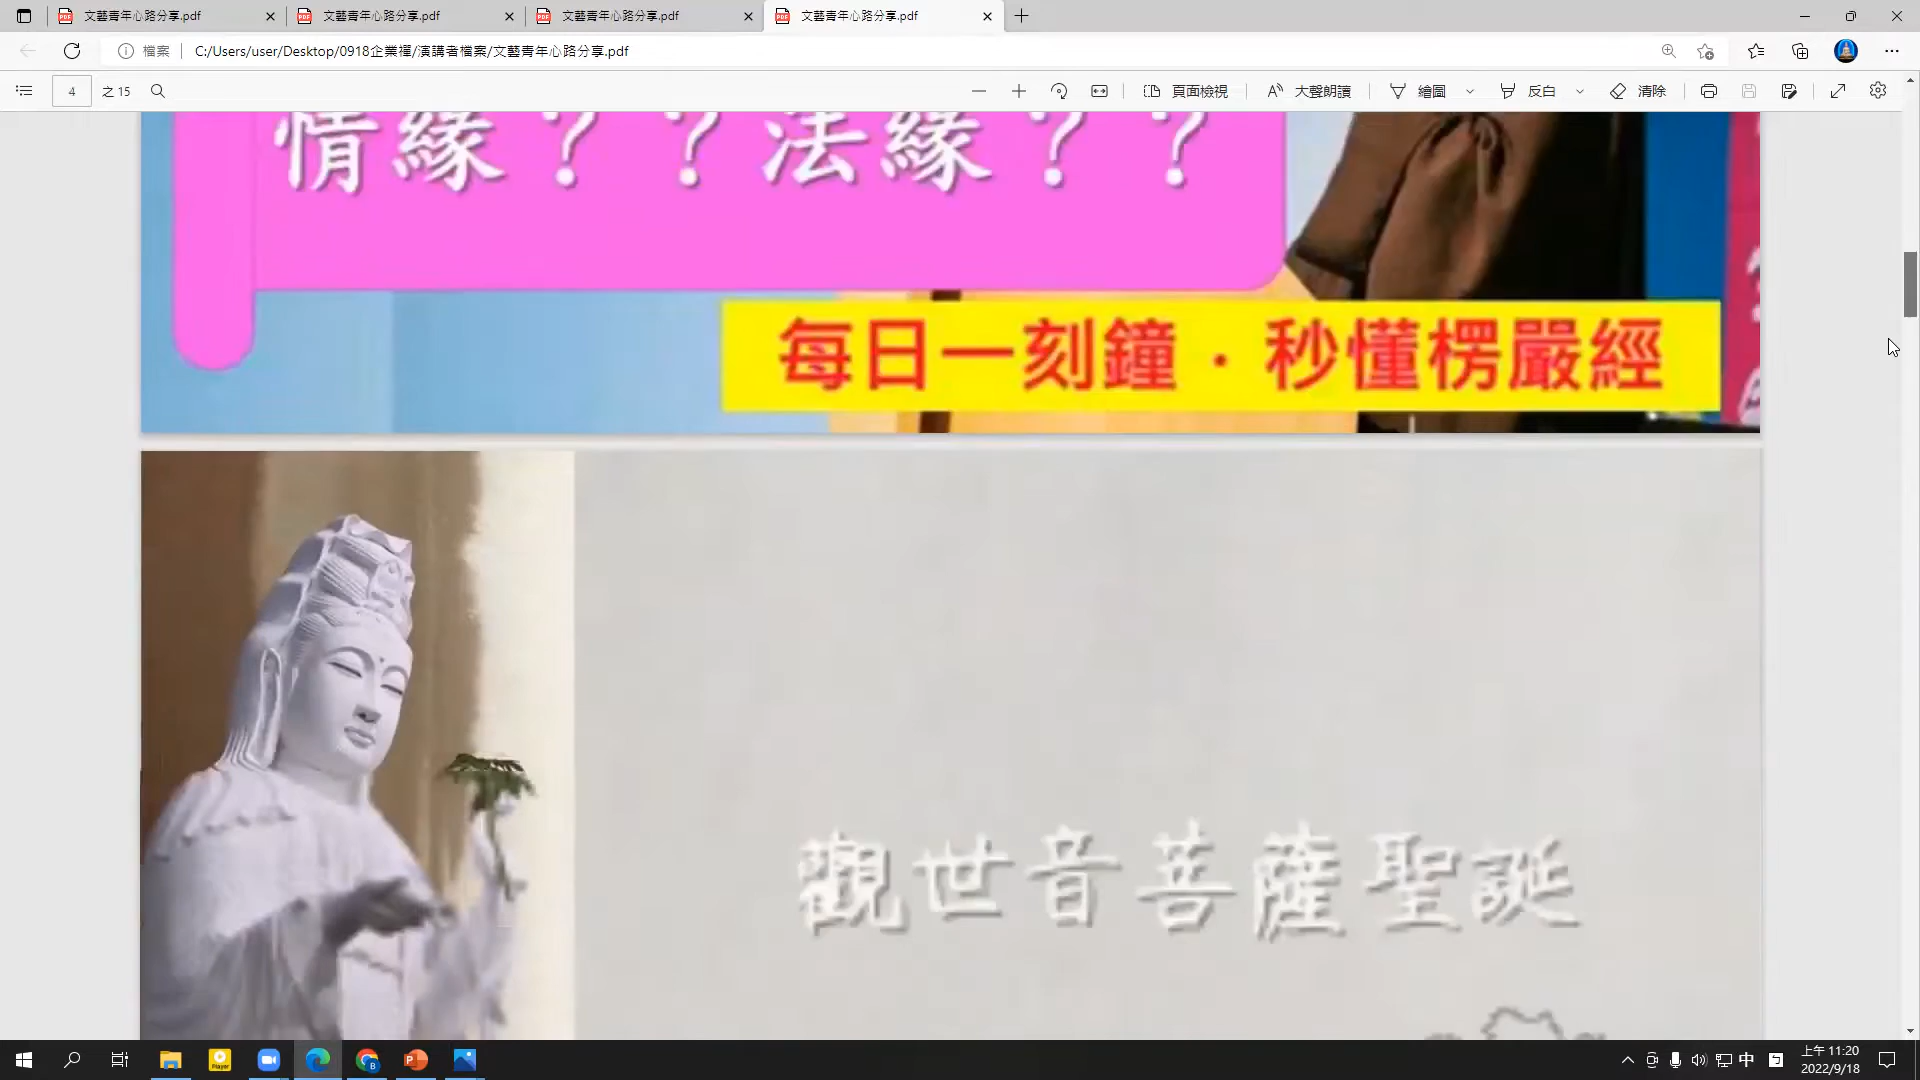 文藝青年心路分享.pdf
文藝青年心路分享.pdf
文藝青年心路分享.pdf
文藝青年心路分享.pdf
檔案
C:/Users/user/Desktop/0918企業禪/演講者檔案/文藝青年心路分享.pdf
4
之 15
頁面檢視
大聲朗讀
繪圖
反白
清除
情緣？？法緣？？
每日一刻鐘．秒懂楞嚴經
觀世音菩薩聖誕
中
上午 11:20
2022/9/18